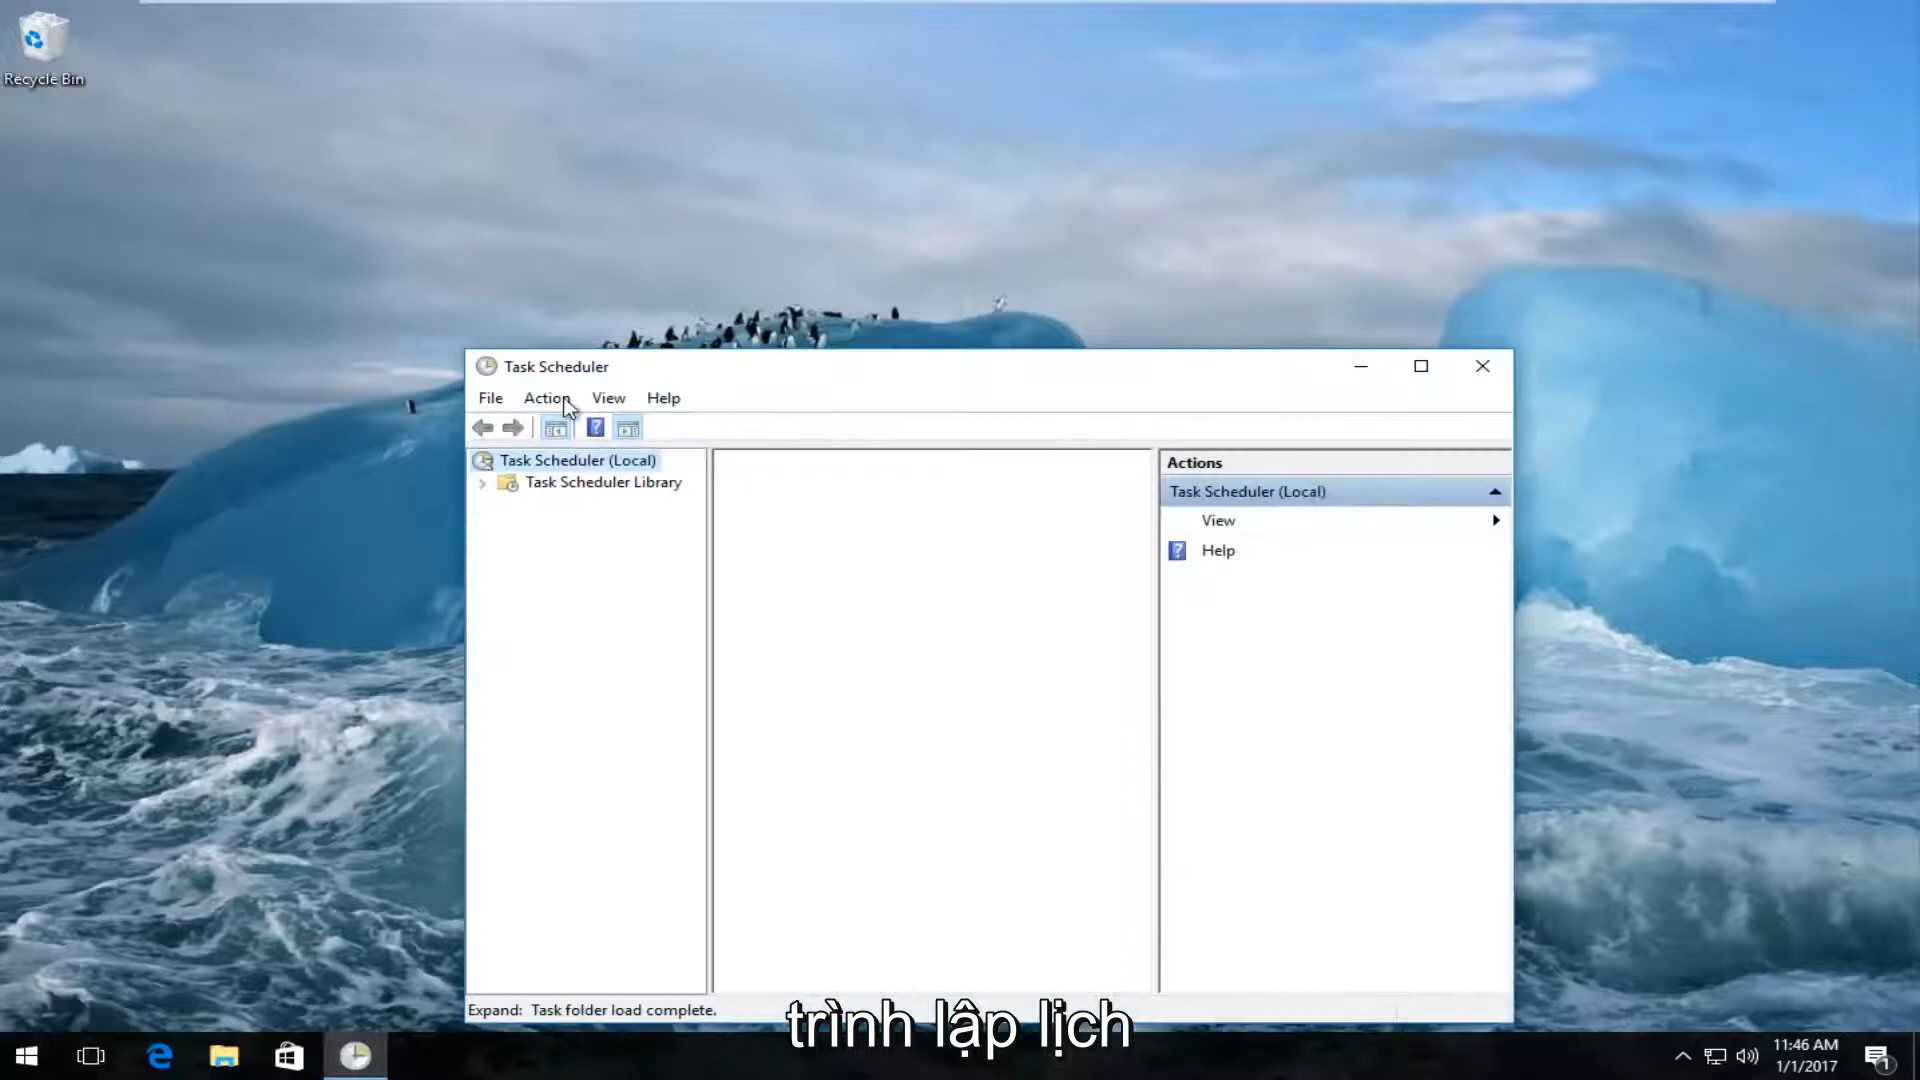 Recycle Bin
Task Scheduler
File Action View Help
Task Scheduler (Local)
Task Scheduler Library
Actions
Task Scheduler (Local)
View
Help
Expand: Task folder load complete.
trình lập lịch
11:46 AM
1/1/2017
1